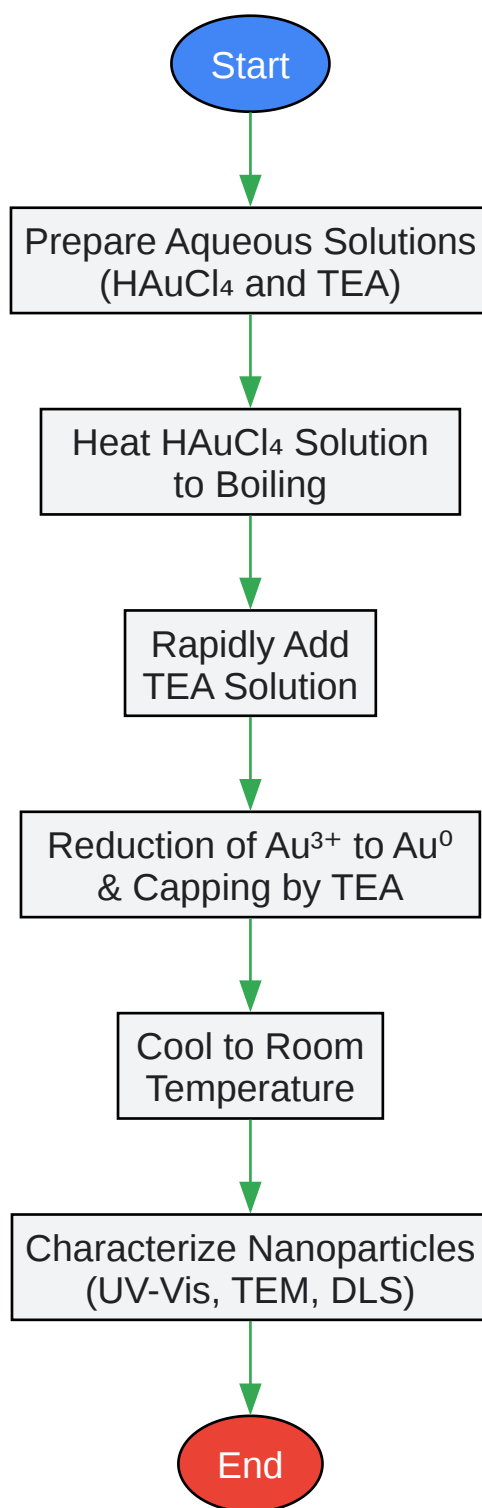 Start
Prepare Aqueous Solutions
(HAuCl₄ and TEA)
Heat HAuCl₄ Solution
to Boiling
Rapidly Add
TEA Solution
Reduction of Au³⁺ to Au⁰
& Capping by TEA
Cool to Room
Temperature
Characterize Nanoparticles
(UV-Vis, TEM, DLS)
End